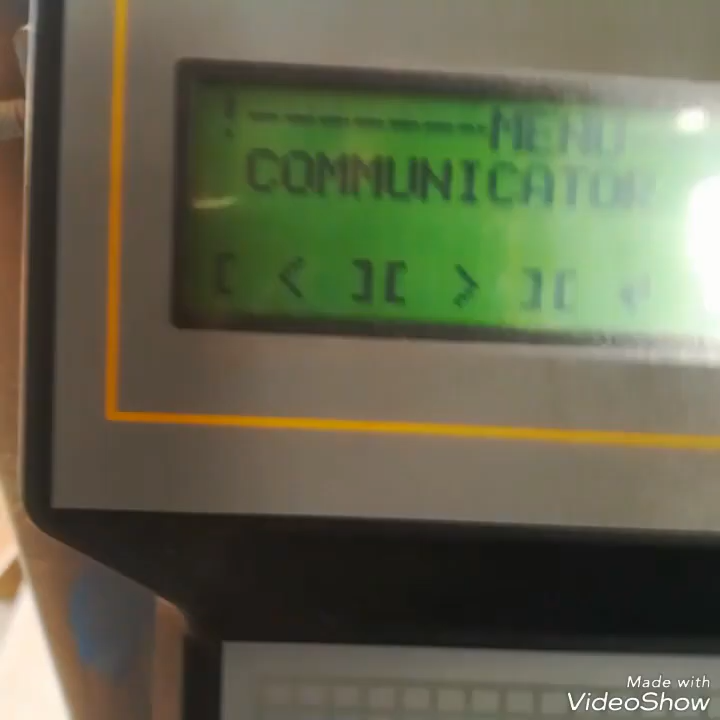 !-------MENU
COMMUNICATOR
[ < ][ > ][ ↵
Made with
VideoShow